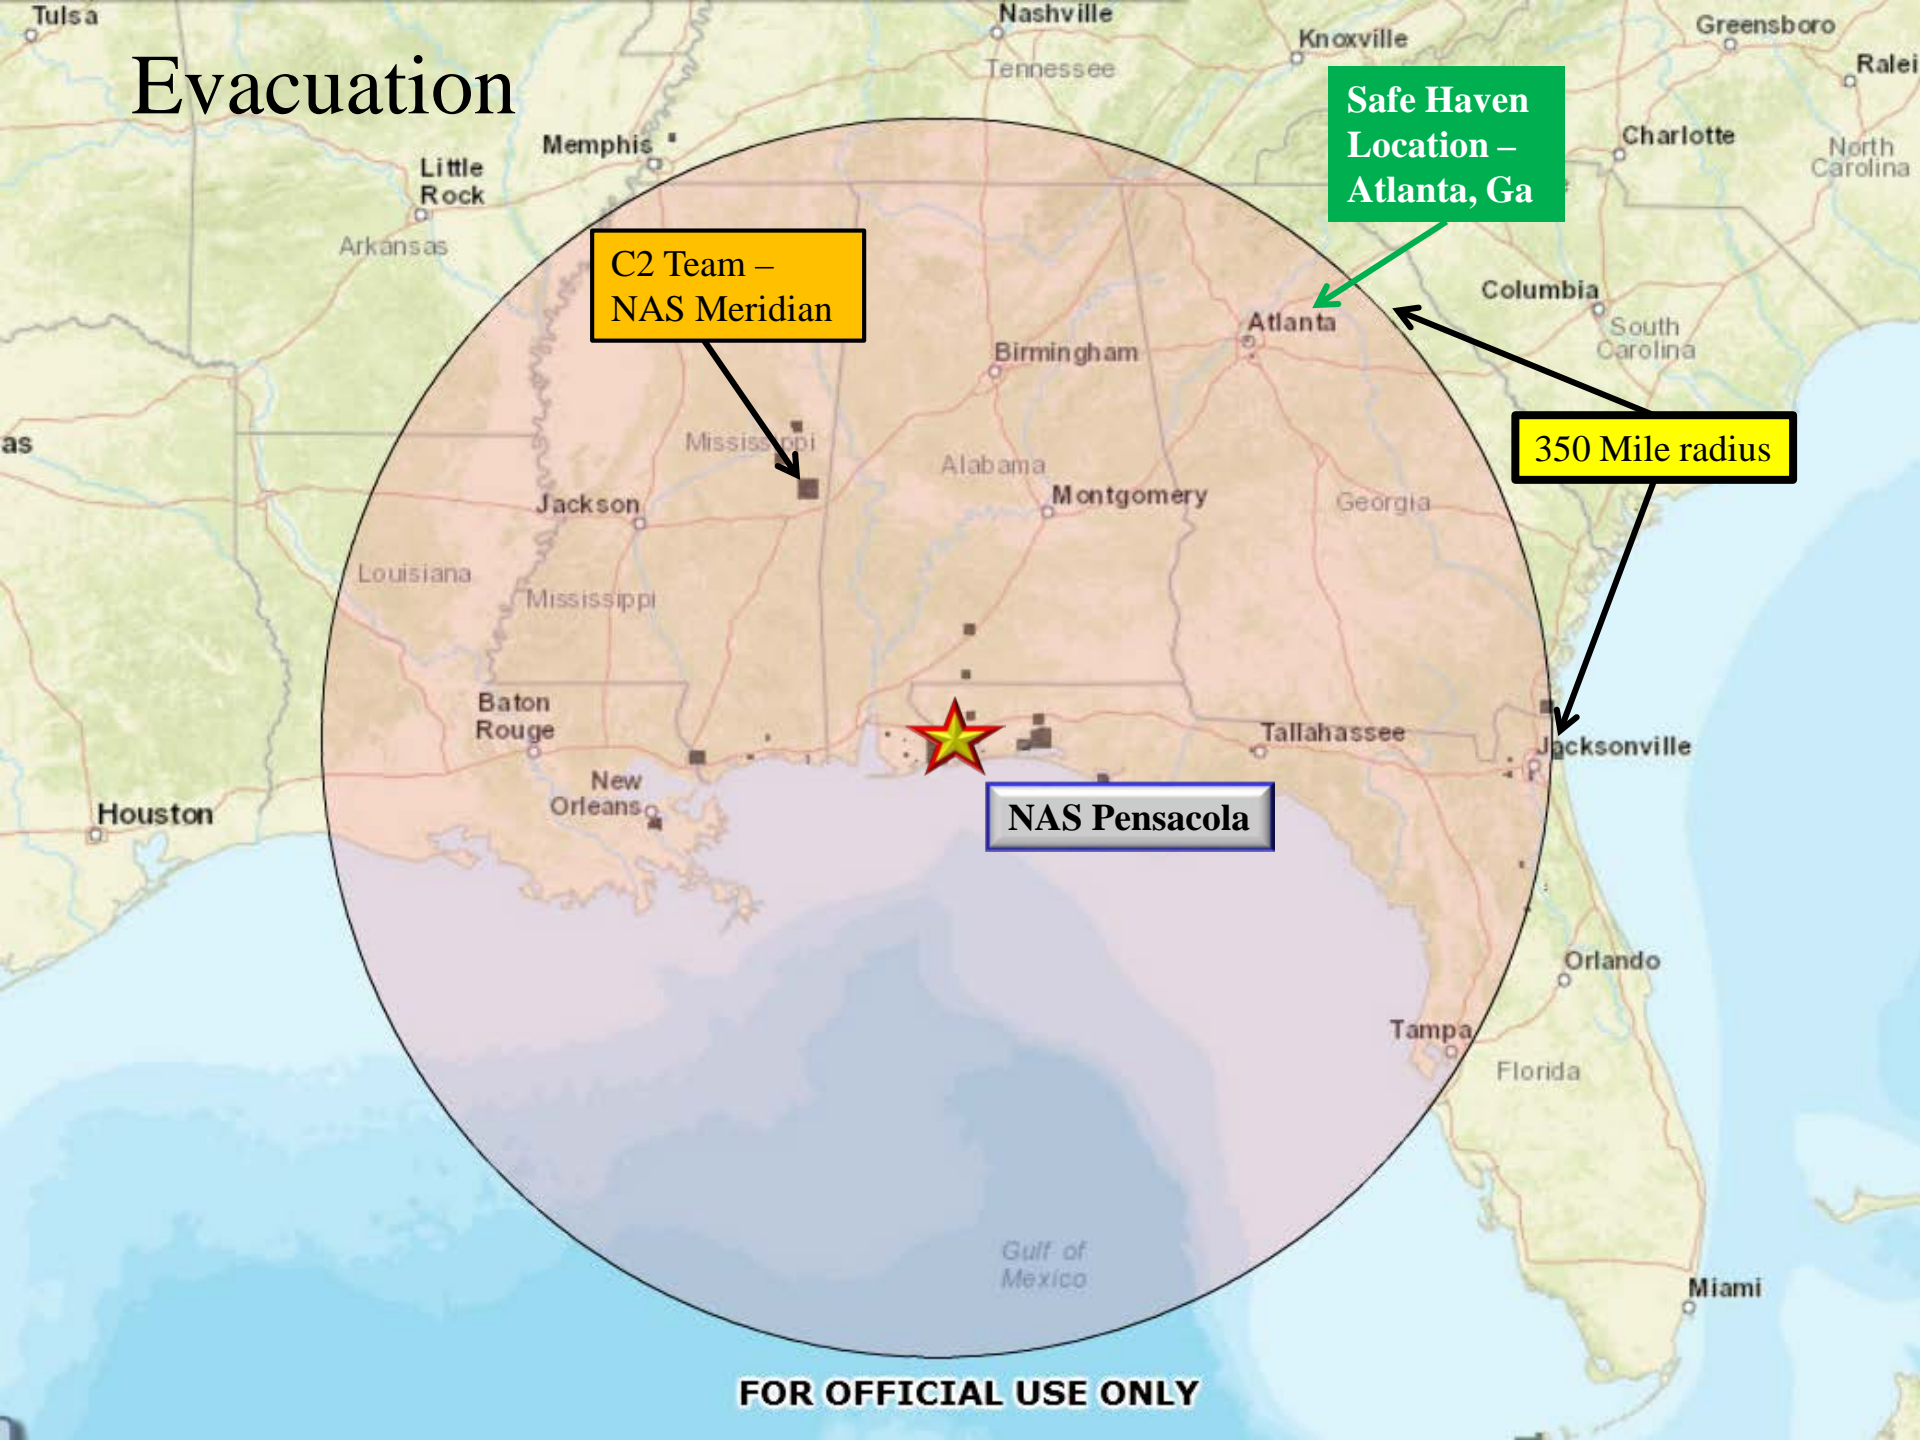 Tulsa
Nashville
Knoxville
Greensboro
Ralei
Tennessee
Evacuation
Safe Haven
Location –
Atlanta, Ga
Memphis
Charlotte
North
Carolina
Little
Rock
Arkansas
C2 Team –
NAS Meridian
Columbia
South
Carolina
Atlanta
Birmingham
350 Mile radius
as
Mississippi
Alabama
Montgomery
Georgia
Jackson
Louisiana
Mississippi
Baton
Rouge
Tallahassee
Jacksonville
New
Orleans
Houston
NAS Pensacola
Orlando
Tampa
Florida
Gulf of
Mexico
Miami
FOR OFFICIAL USE ONLY